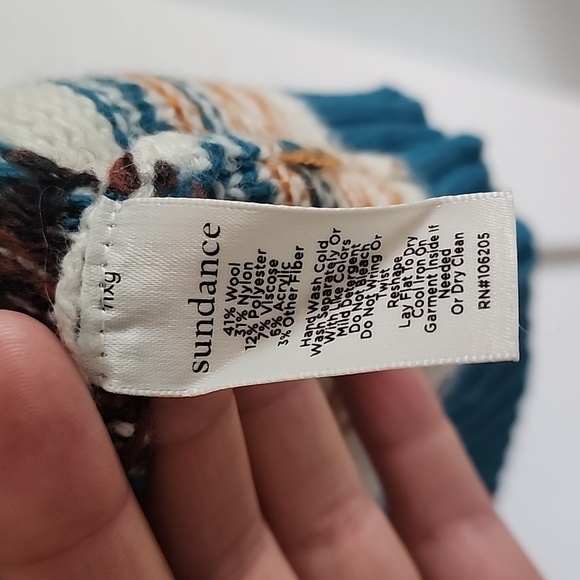 sundance
41% Wool
31% Nylon
12% Polyester
7% Viscose
6% Acrylic
3% Other Fiber
Hand Wash Cold
Wash Separately Or
With Like Colors
Mild Detergent
Do Not Bleach
Do Not Wring Or
Twist
Reshape
Lay Flat To Dry
Cool Iron On
Garment Inside If
Needed
Or Dry Clean
RN#106205